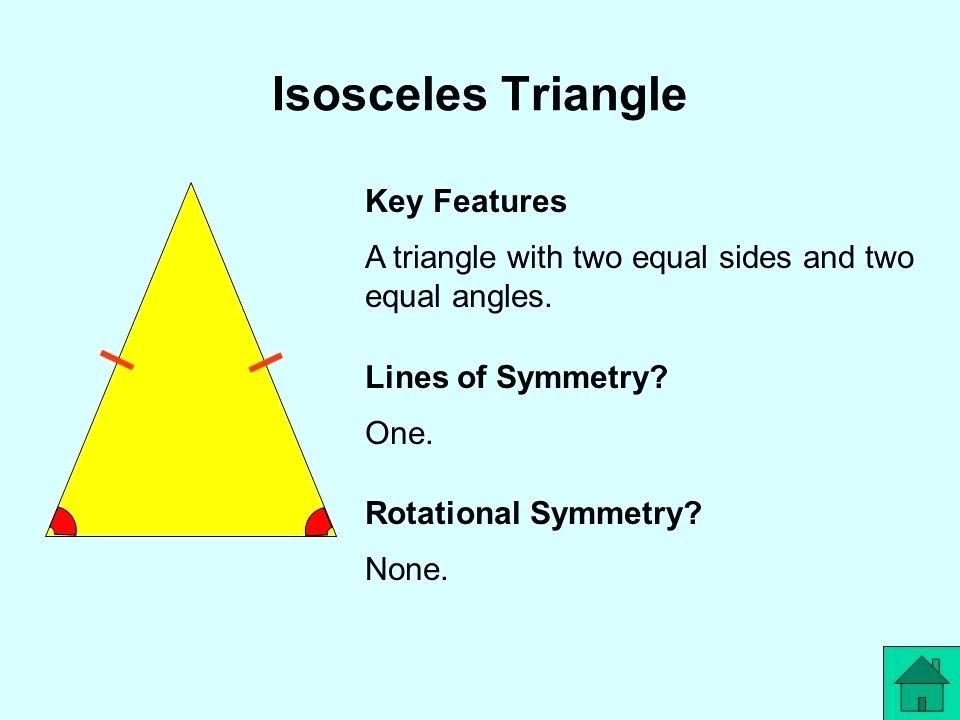 Isosceles Triangle
Key Features
A triangle with two equal sides and two
equal angles.
Lines of Symmetry?
One.
Rotational Symmetry?
None.